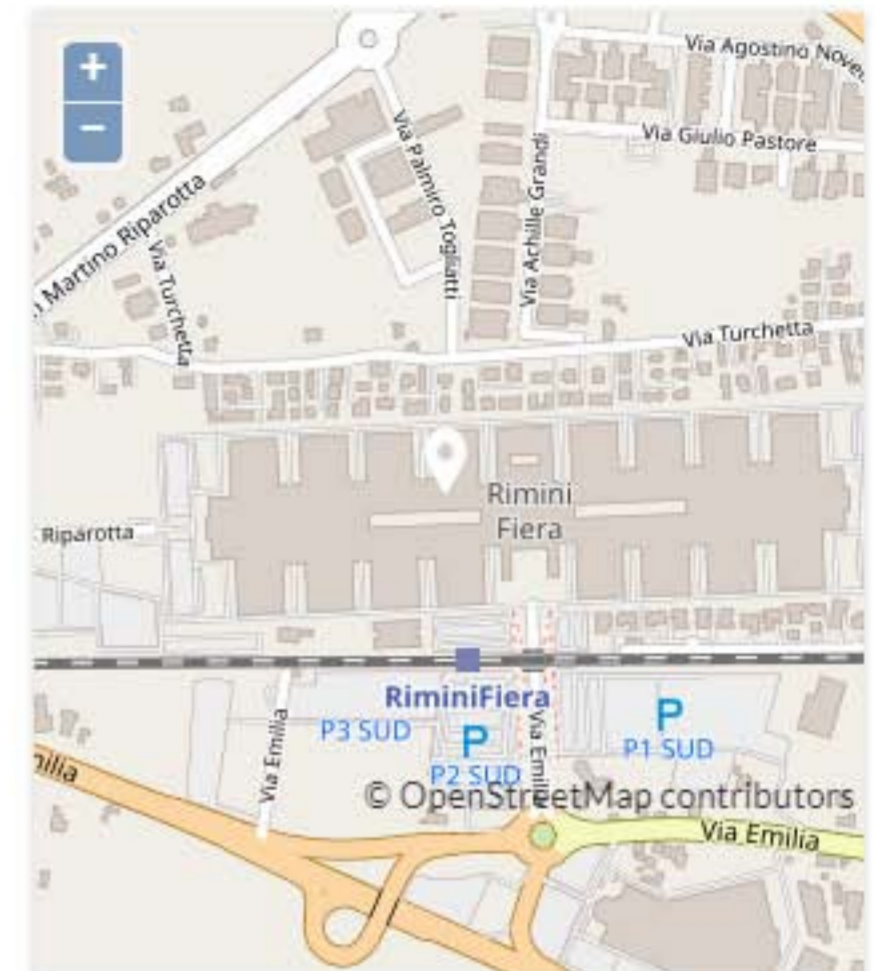 +
−
Via Agostino Nove
Via Giulio Pastore
Via Palmiro Togliatti
Via Achille Grandi
n Martino Riparotta
Via Turchetta
Via Turchetta
Rimini
Fiera
Riparotta
RiminiFiera
P
P3 SUD
P
P1 SUD
Via Emilia
Via Emilia
P2 SUD
milia
© OpenStreetMap contributors
Via Emilia